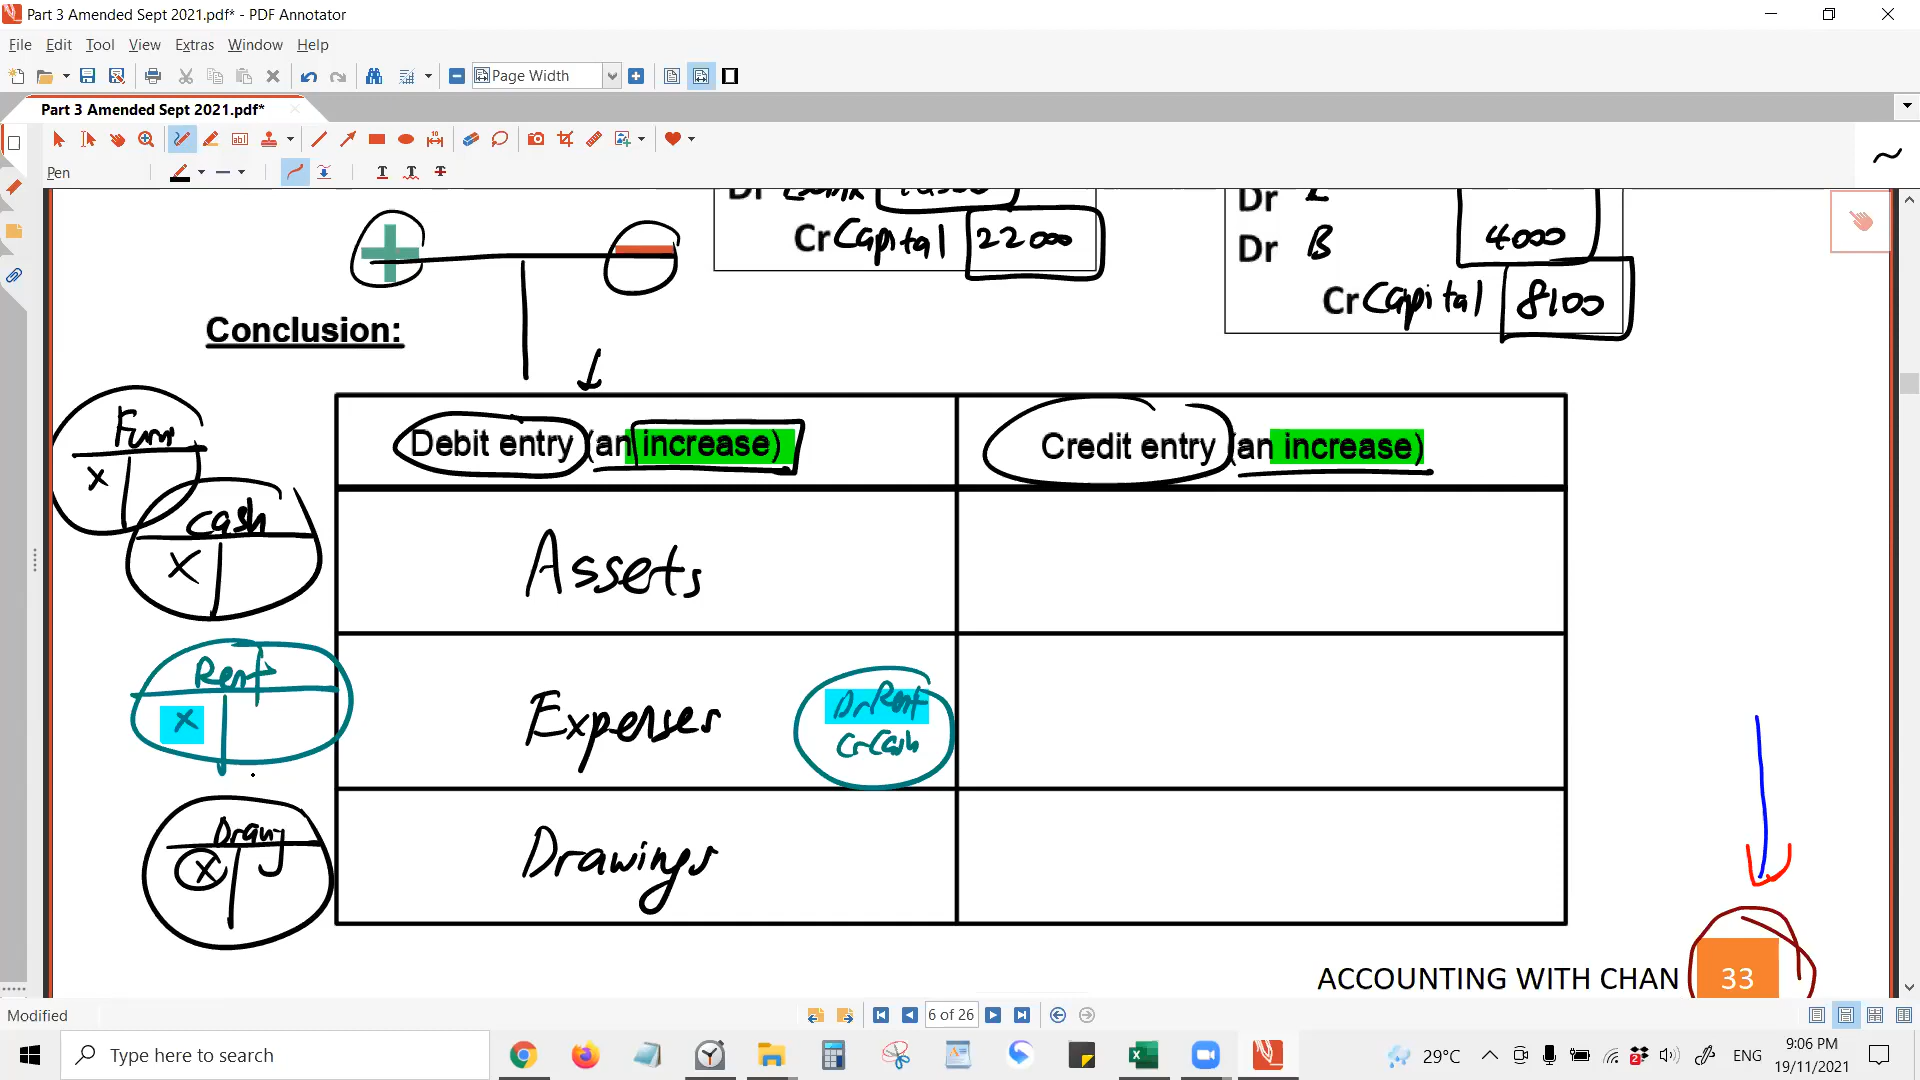 Part 3 Amended Sept 2021.pdf* - PDF Annotator
File Edit Tool View Extras Window Help
Page Width
Part 3 Amended Sept 2021.pdf*
Pen
Dr
Cr Capital 22000
Dr
Dr B 4000
Cr Capital 8100
Conclusion:
Furn
X
Cash
X
Debit entry (an increase)
Credit entry (an increase)
Assets
Rent
X
Expenses
Dr Rent
Cr Cash
X
Drawings
ACCOUNTING WITH CHAN 33
Modified
6 of 26
Type here to search
29°C
ENG
9:06 PM
19/11/2021